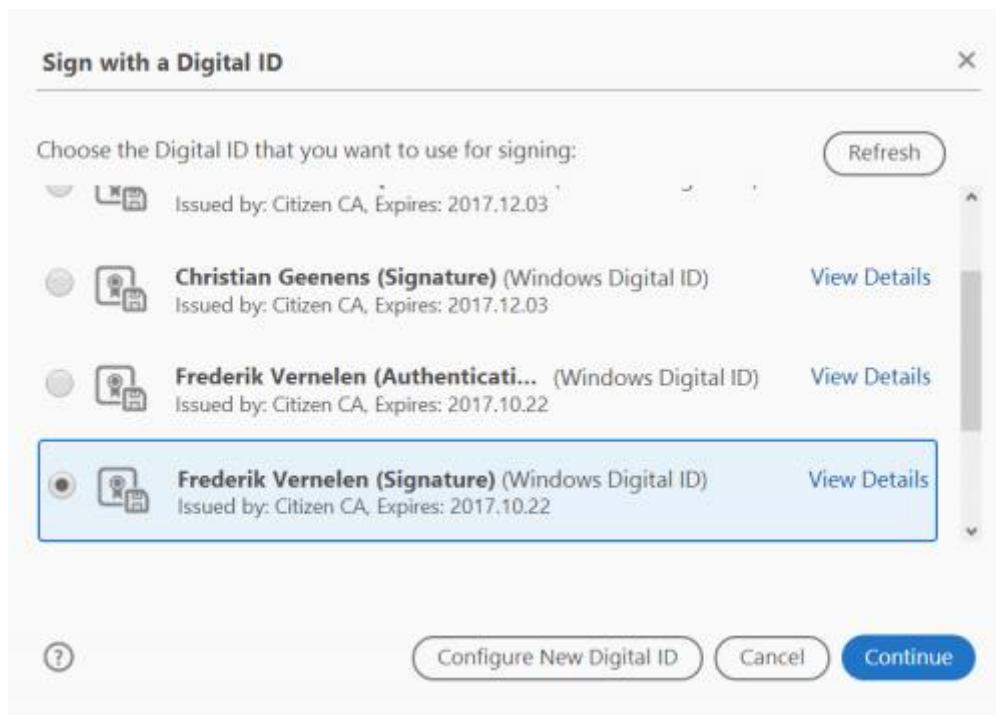 Sign with a Digital ID
Choose the Digital ID that you want to use for signing:
Refresh
Issued by: Citizen CA, Expires: 2017.12.03
Christian Geenens (Signature) (Windows Digital ID)
View Details
Issued by: Citizen CA, Expires: 2017.12.03
Frederik Vernelen (Authenticati... (Windows Digital ID)
View Details
Issued by: Citizen CA, Expires: 2017.10.22
Frederik Vernelen (Signature) (Windows Digital ID)
View Details
Issued by: Citizen CA, Expires: 2017.10.22
?
Configure New Digital ID
Cancel
Continue